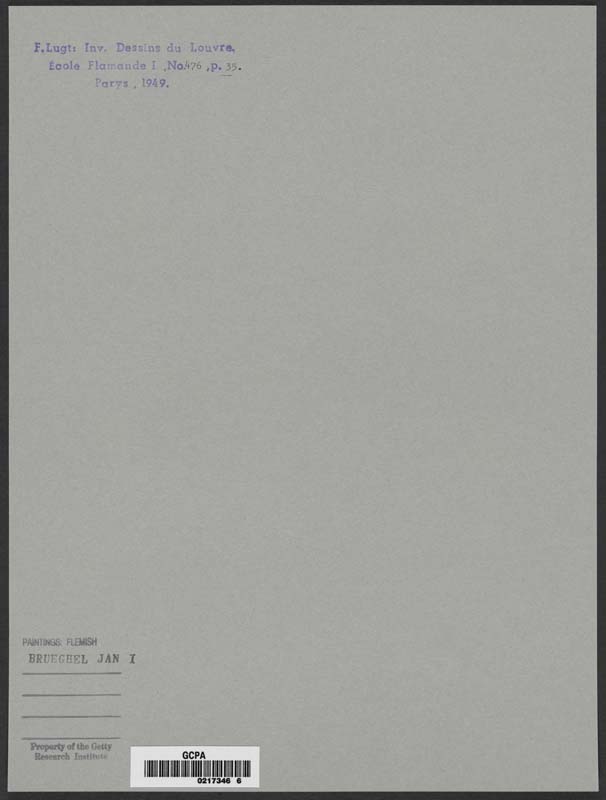 F.Lugt: Inv. Dessins du Louvre.
Ecole Flamande I ,No.476 ,p. 35.
Parys , 1949.
PAINTINGS: FLEMISH
BRUEGHEL JAN I
Property of the Getty
Research Institute
GCPA
0217346 6